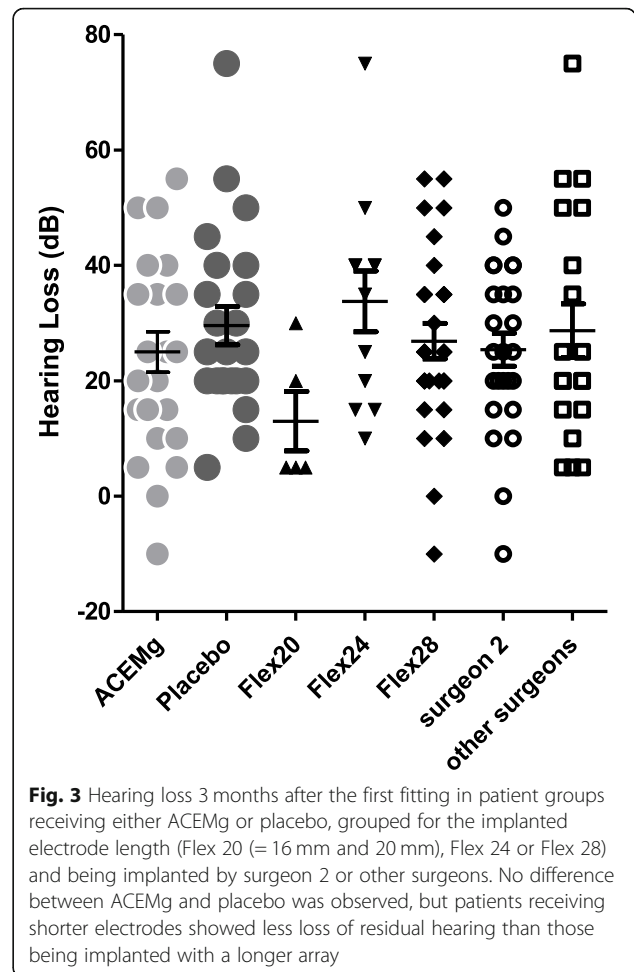 80
60
40
20
0
-20
Hearing Loss (dB)
ACEMg
Placebo
Flex20
Flex24
Flex28
surgeon 2
other surgeons
Fig. 3 Hearing loss 3 months after the first fitting in patient groups
receiving either ACEMg or placebo, grouped for the implanted
electrode length (Flex 20 (= 16 mm and 20 mm), Flex 24 or Flex 28)
and being implanted by surgeon 2 or other surgeons. No difference
between ACEMg and placebo was observed, but patients receiving
shorter electrodes showed less loss of residual hearing than those
being implanted with a longer array